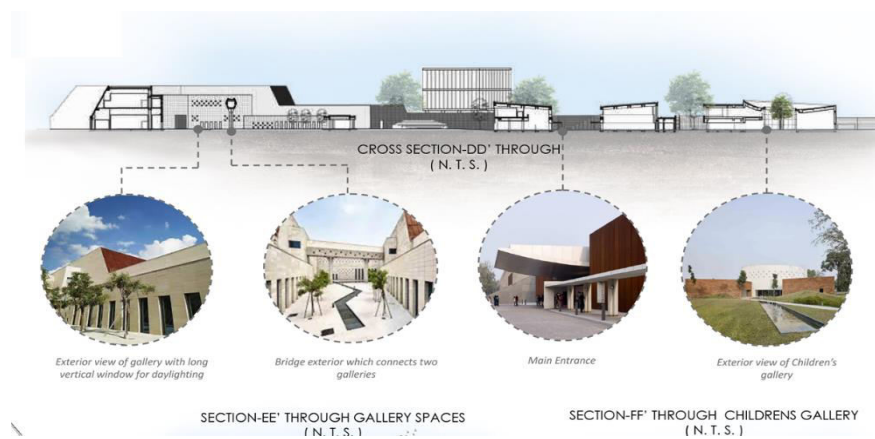 CROSS SECTION-DD' THROUGH
( N. T. S. )
Exterior view of gallery with long
vertical window for daylighting
Bridge exterior which connects two
galleries
Main Entrance
Exterior view of Children's
gallery
SECTION-EE' THROUGH GALLERY SPACES
( N. T. S. )
SECTION-FF' THROUGH CHILDRENS GALLERY
( N. T. S. )